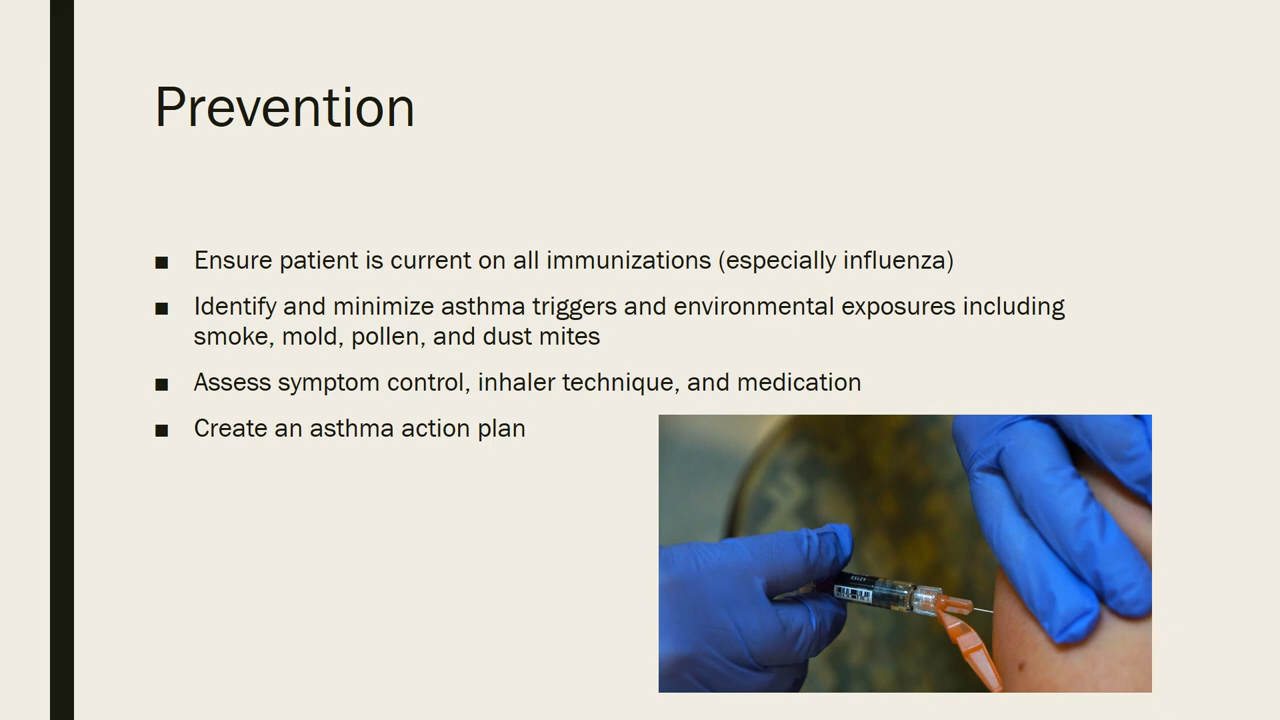 Prevention
■ Ensure patient is current on all immunizations (especially influenza)
■ Identify and minimize asthma triggers and environmental exposures including
smoke, mold, pollen, and dust mites
■ Assess symptom control, inhaler technique, and medication
■ Create an asthma action plan